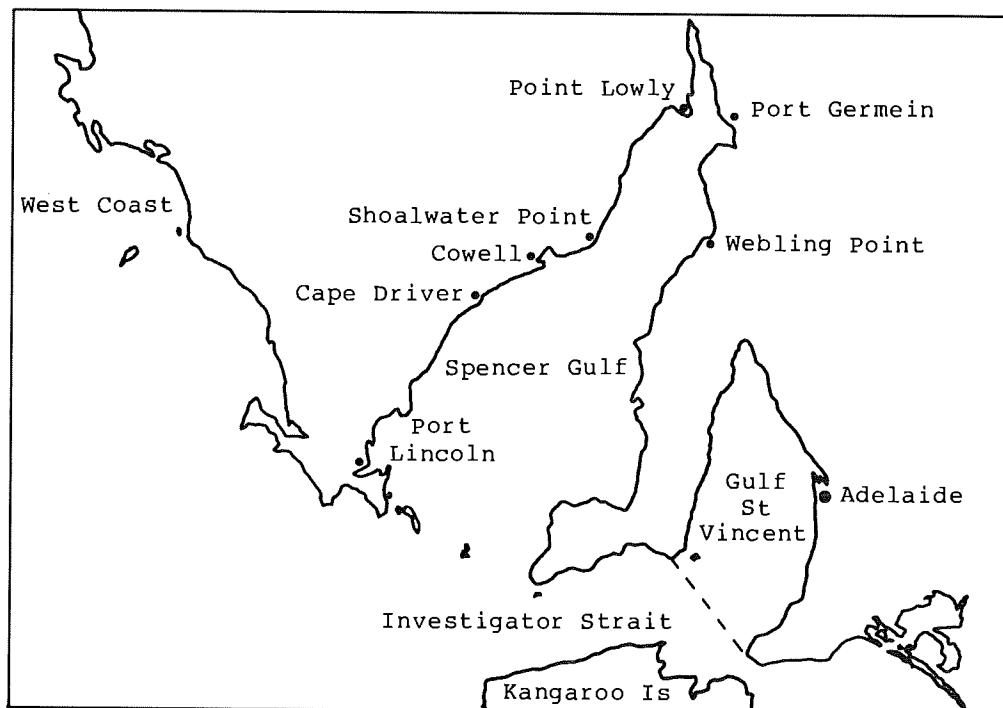 Point Lowly
Port Germein
West Coast
Shoalwater Point
Cowell
Webling Point
Cape Driver
Spencer Gulf
Port
Lincoln
Gulf
St
Vincent
Adelaide
Investigator Strait
Kangaroo Is